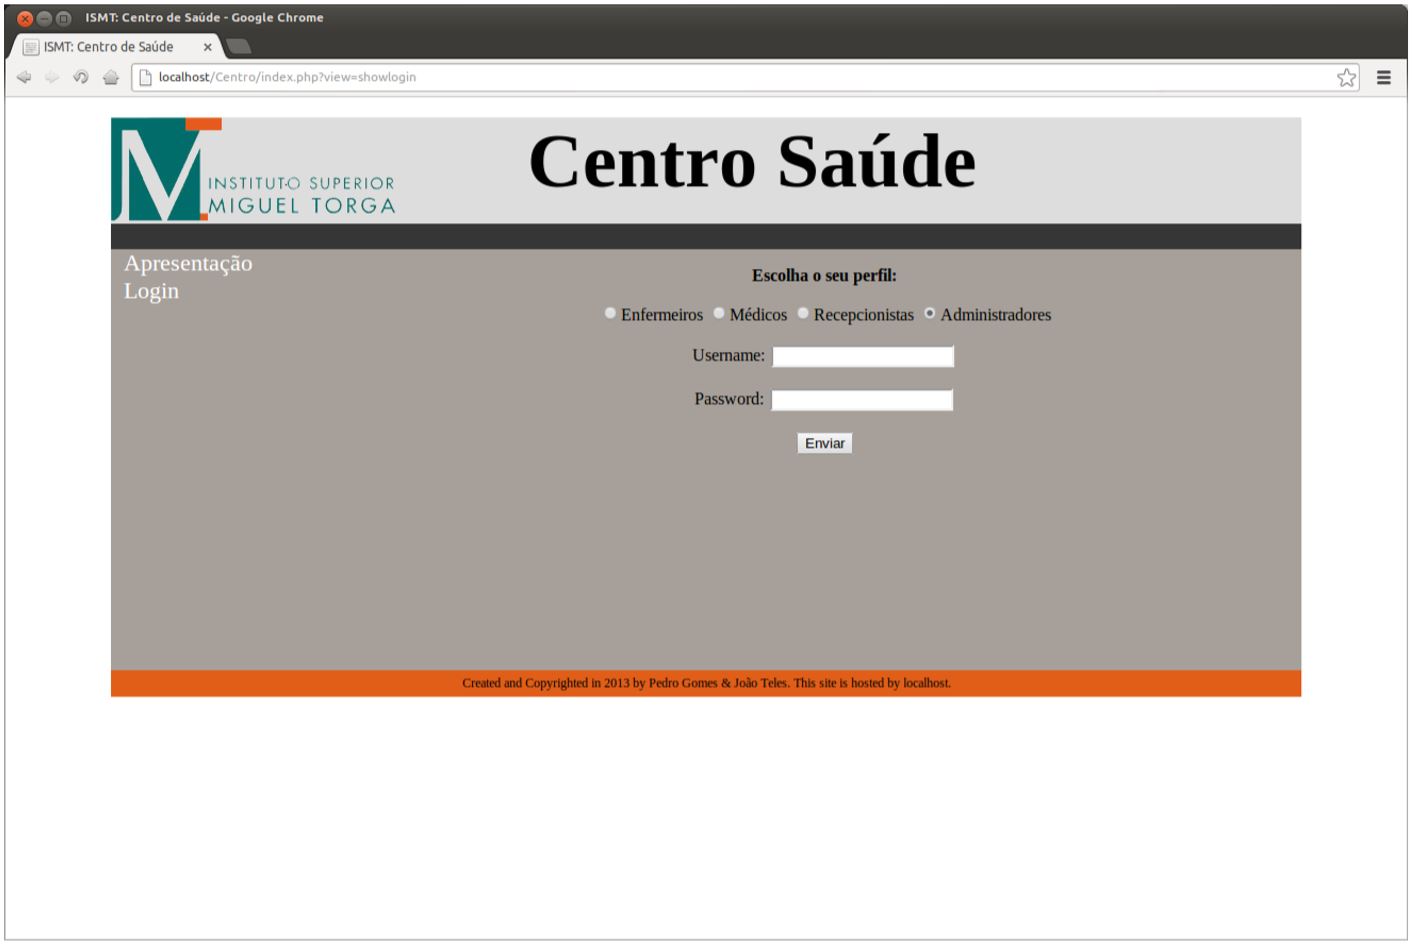 ISMT: Centro de Saúde - Google Chrome
ISMT: Centro de Saúde
localhost/Centro/index.php?view=showlogin
INSTITUTO SUPERIOR
MIGUEL TORGA
Centro Saúde
Apresentação
Login
Escolha o seu perfil:
Enfermeiros Médicos Recepcionistas Administradores
Username:
Password:
Enviar
Created and Copyrighted in 2013 by Pedro Gomes & João Teles. This site is hosted by localhost.